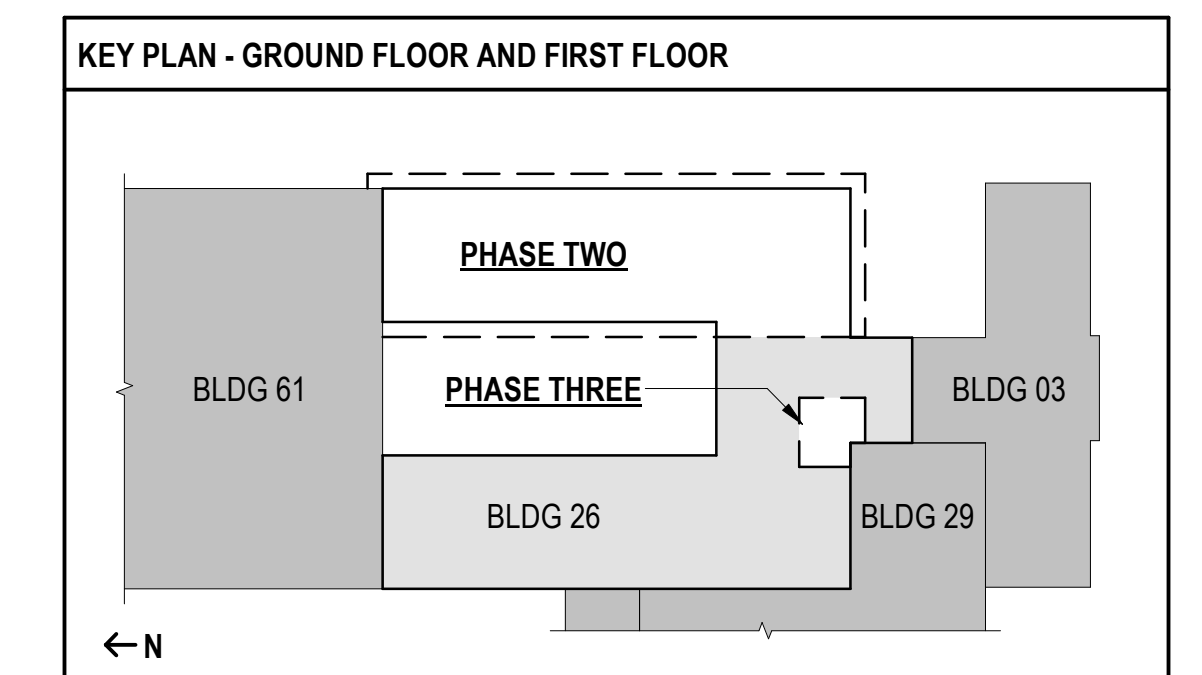 KEY PLAN - GROUND FLOOR AND FIRST FLOOR
PHASE TWO
BLDG 61
PHASE THREE
BLDG 03
BLDG 26
BLDG 29
N